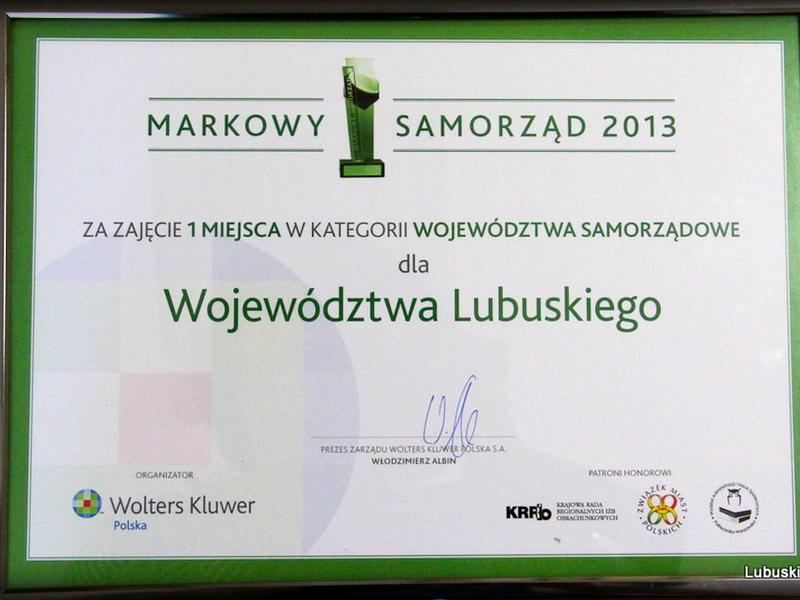 MARKOWY SAMORZĄD 2013
ZA ZAJĘCIE 1 MIEJSCA W KATEGORII WOJEWÓDZTWA SAMORZĄDOWE
dla
Województwa Lubuskiego
PREZES ZARZĄDU WOLTERS KLUWER POLSKA S.A.
WŁODZIMIERZ ALBIN
ORGANIZATOR
Wolters Kluwer
Polska
PATRONI HONOROWI:
KRAJOWA RADA
REGIONALNYCH IZB
OBRACHUNKOWYCH
ZWIĄZEK MIAST
POLSKICH
Lubuski